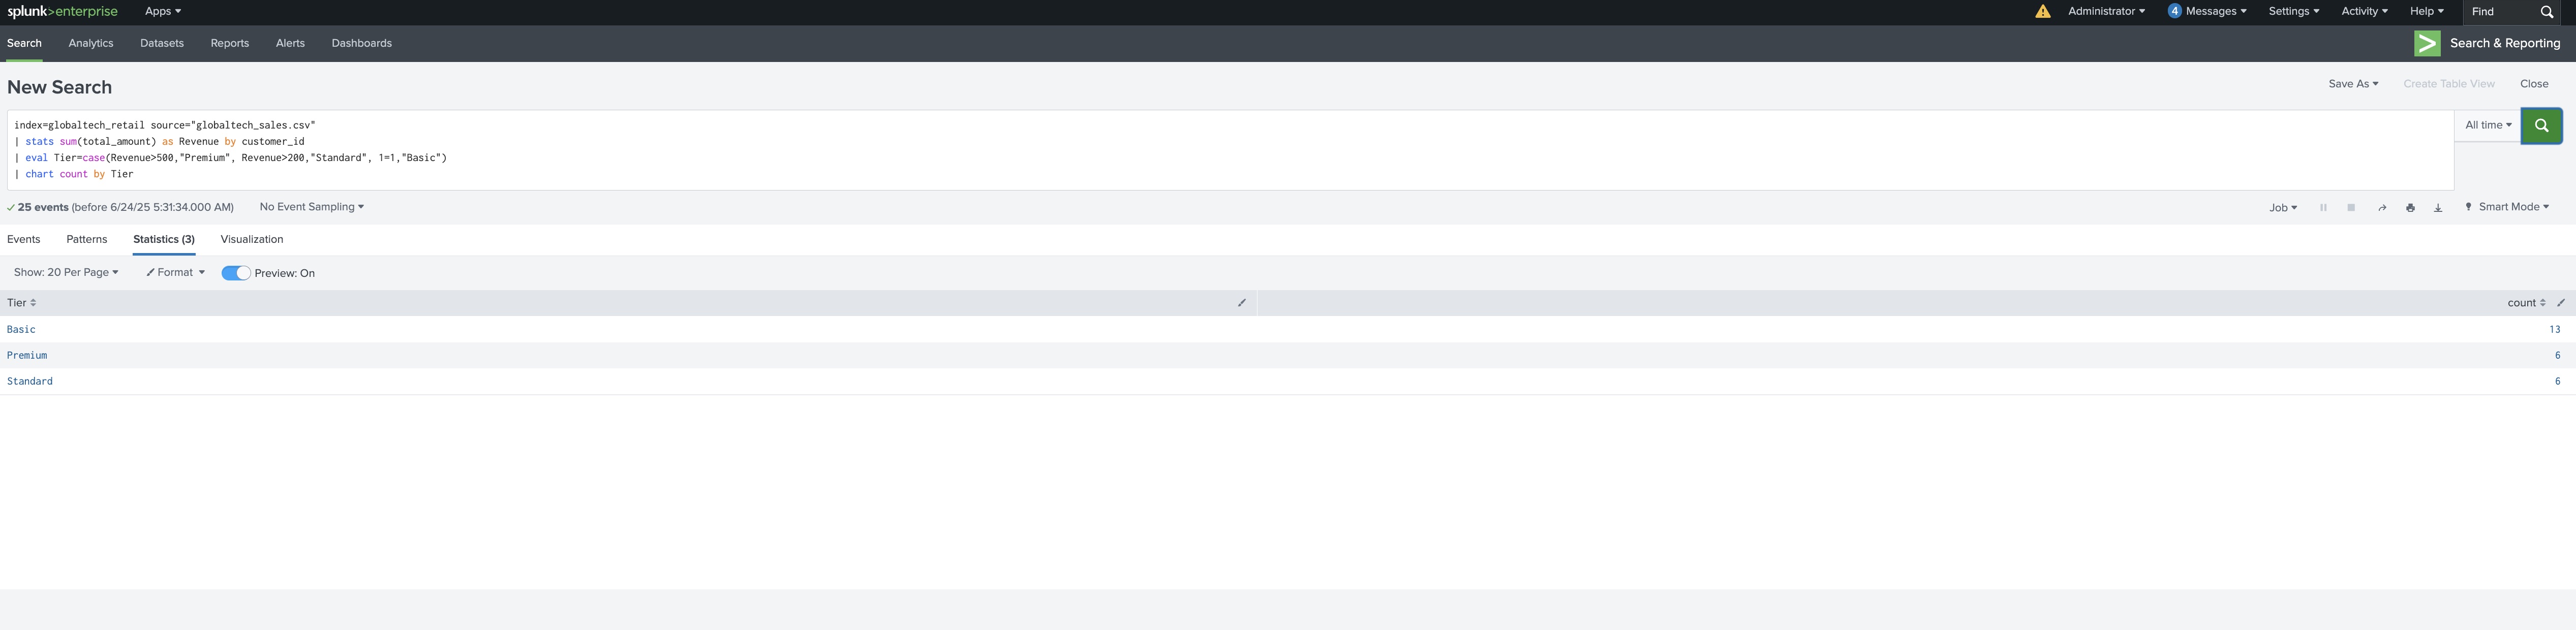 splunk>enterprise Apps Administrator 4 Messages Settings Activity Help Find
Search Analytics Datasets Reports Alerts Dashboards > Search & Reporting
New Search Save As Create Table View Close
index=globaltech_retail source="globaltech_sales.csv"
| stats sum(total_amount) as Revenue by customer_id
| eval Tier=case(Revenue>500,"Premium", Revenue>200,"Standard", 1=1,"Basic")
| chart count by Tier
All time
25 events (before 6/24/25 5:31:34.000 AM) No Event Sampling Job Smart Mode
Events Patterns Statistics (3) Visualization
Show: 20 Per Page Format Preview: On
Tier count
Basic 13
Premium 6
Standard 6